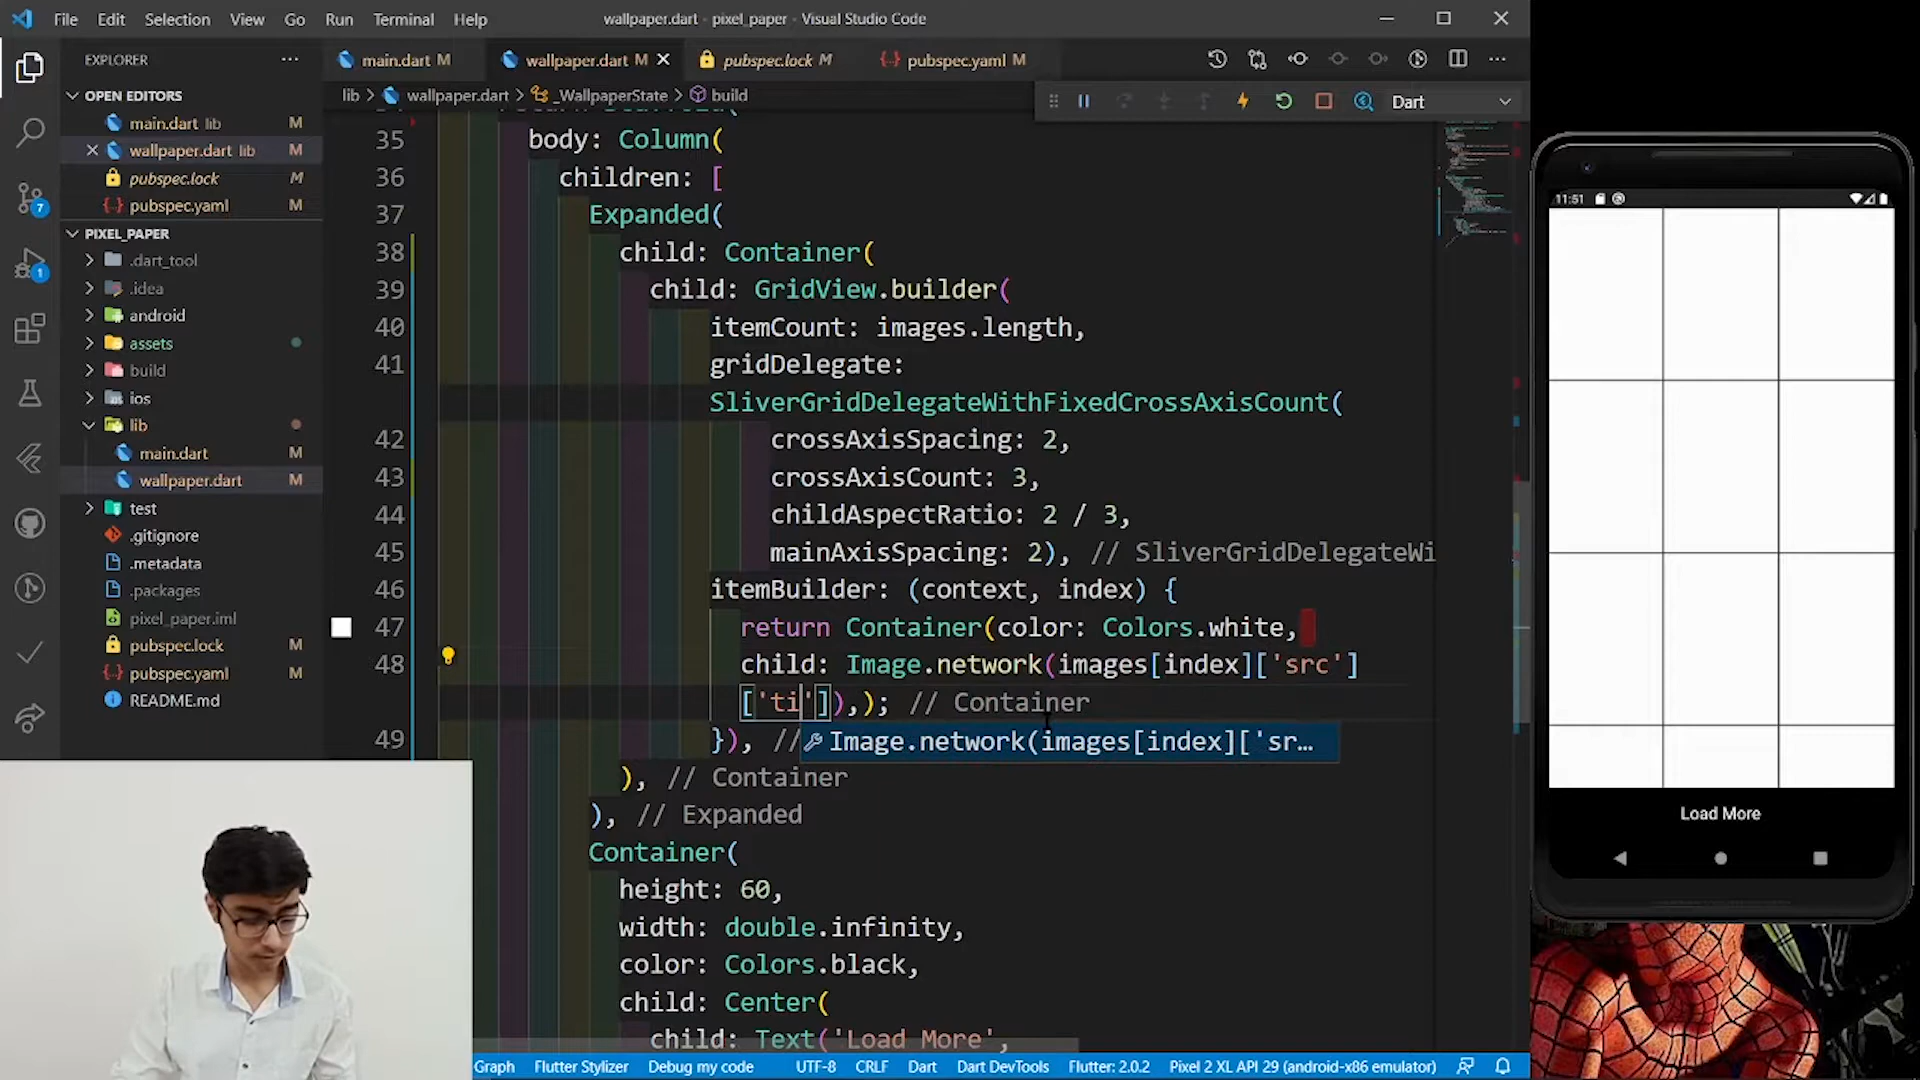 File Edit Selection View Go Run Terminal Help
wallpaper.dart - pixel_paper - Visual Studio Code
EXPLORER
OPEN EDITORS
main.dart lib M
wallpaper.dart lib M
pubspec.lock M
pubspec.yaml M
7
PIXEL_PAPER
.dart_tool
1
.idea
android
assets
build
ios
lib
main.dart M
wallpaper.dart M
test
.gitignore
.metadata
.packages
pixel_paper.iml
pubspec.lock M
pubspec.yaml M
README.md
main.dart M
wallpaper.dart M
pubspec.lock M
pubspec.yaml M
lib > wallpaper.dart > _WallpaperState > build
Dart
35 body: Column(
36 children: [
37 Expanded(
38 child: Container(
39 child: GridView.builder(
40 itemCount: images.length,
41 gridDelegate:
SliverGridDelegateWithFixedCrossAxisCount(
42 crossAxisSpacing: 2,
43 crossAxisCount: 3,
44 childAspectRatio: 2 / 3,
45 mainAxisSpacing: 2), // SliverGridDelegateWi
46 itemBuilder: (context, index) {
47 return Container(color: Colors.white,
48 child: Image.network(images[index]['src']
['ti']),); // Container
49 }), //
Image.network(images[index]['sr...
), // Container
), // Expanded
Container(
height: 60,
width: double.infinity,
color: Colors.black,
child: Center(
child: Text('Load More',
Graph Flutter Stylizer Debug my code UTF-8 CRLF Dart Dart DevTools Flutter: 2.0.2 Pixel 2 XL API 29 (android-x86 emulator)
11:51
Load More